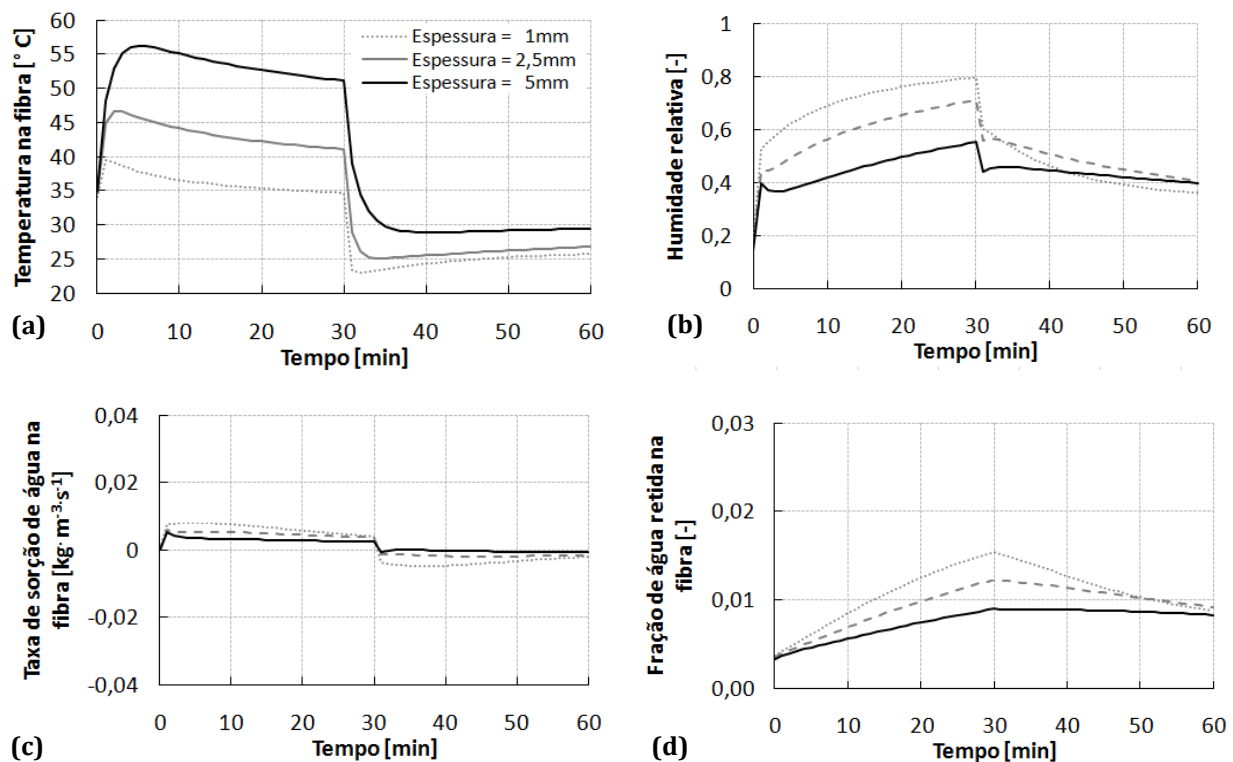 Temperatura na fibra [° C]
60
55
50
45
40
35
30
25
20
0 10 20 30 40 50 60
Tempo [min]
Espessura = 1mm
Espessura = 2,5mm
Espessura = 5mm
(a)
Humidade relativa [-]
1
0,8
0,6
0,4
0,2
0
0 10 20 30 40 50 60
Tempo [min]
(b)
Taxa de sorção de água na
fibra [kg· m⁻³·s⁻¹]
0,04
0,02
0
-0,02
-0,04
0 10 20 30 40 50 60
Tempo [min]
(c)
Fração de água retida na
fibra [-]
0,03
0,02
0,01
0,00
0 10 20 30 40 50 60
Tempo [min]
(d)